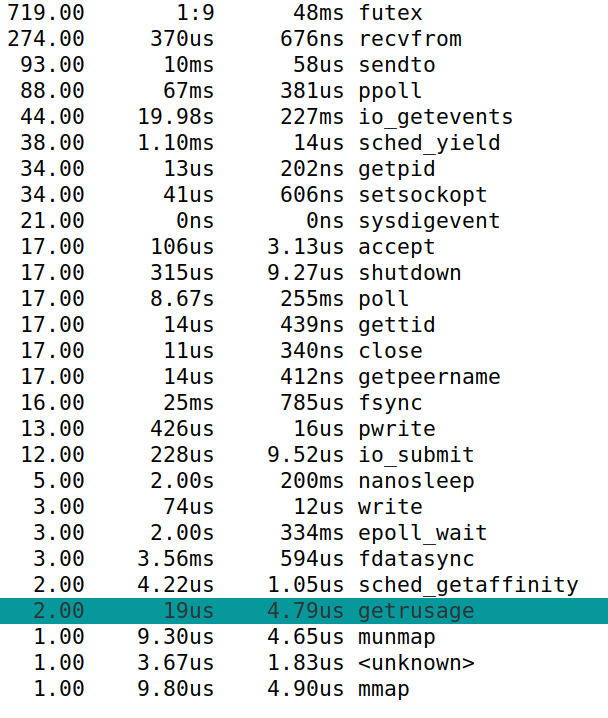 719.00 1:9 48ms futex
274.00 370us 676ns recvfrom
93.00 10ms 58us sendto
88.00 67ms 381us ppoll
44.00 19.98s 227ms io_getevents
38.00 1.10ms 14us sched_yield
34.00 13us 202ns getpid
34.00 41us 606ns setsockopt
21.00 0ns 0ns sysdigevent
17.00 106us 3.13us accept
17.00 315us 9.27us shutdown
17.00 8.67s 255ms poll
17.00 14us 439ns gettid
17.00 11us 340ns close
17.00 14us 412ns getpeername
16.00 25ms 785us fsync
13.00 426us 16us pwrite
12.00 228us 9.52us io_submit
5.00 2.00s 200ms nanosleep
3.00 74us 12us write
3.00 2.00s 334ms epoll_wait
3.00 3.56ms 594us fdatasync
2.00 4.22us 1.05us sched_getaffinity
2.00 19us 4.79us getrusage
1.00 9.30us 4.65us munmap
1.00 3.67us 1.83us <unknown>
1.00 9.80us 4.90us mmap